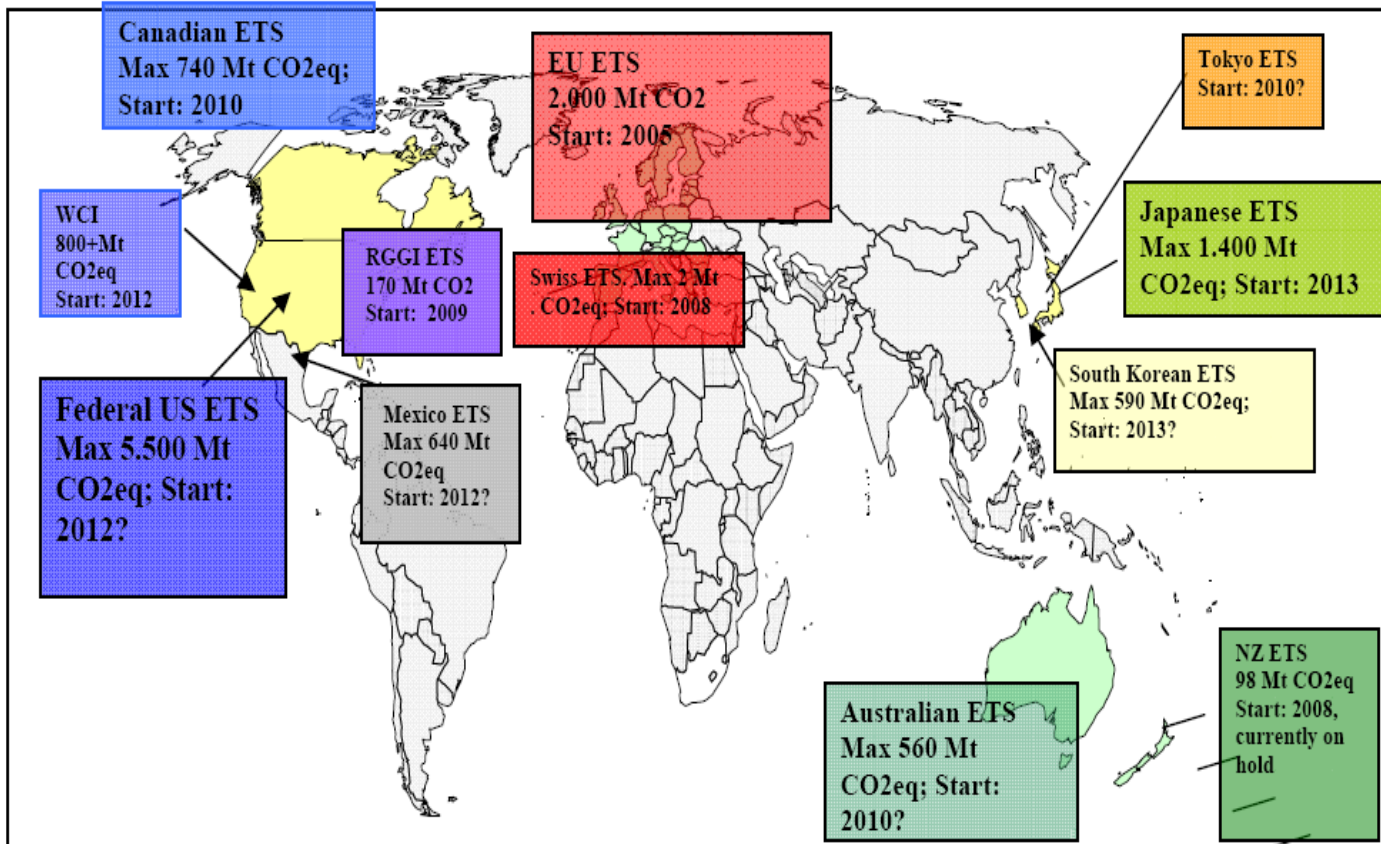 Canadian ETS
Max 740 Mt CO2eq;
Start: 2010
EU ETS
2.000 Mt CO2
Start: 2005
Tokyo ETS
Start: 2010?
WCI
800+Mt
CO2eq
Start: 2012
RGGI ETS
170 Mt CO2
Start: 2009
Swiss ETS. Max 2 Mt
. CO2eq; Start: 2008
Japanese ETS
Max 1.400 Mt
CO2eq; Start: 2013
Federal US ETS
Max 5.500 Mt
CO2eq; Start:
2012?
Mexico ETS
Max 640 Mt
CO2eq
Start: 2012?
South Korean ETS
Max 590 Mt CO2eq;
Start: 2013?
Australian ETS
Max 560 Mt
CO2eq; Start:
2010?
NZ ETS
98 Mt CO2eq
Start: 2008,
currently on
hold